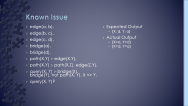 Known Issue
edge(a, b).
edge(b, c).
edge(c, d).
bridge(a).
bridge(d).
path(X,Y) :- edge(X,Y).
path(X,Y) :- path(X,Z), edge(Z,Y).
query(X, Y) :- bridge(X),
bridge(Y), not path(X, Y), X != Y.
query(X, Y)?
Expected Output
(X: d, Y: a)
Actual Output